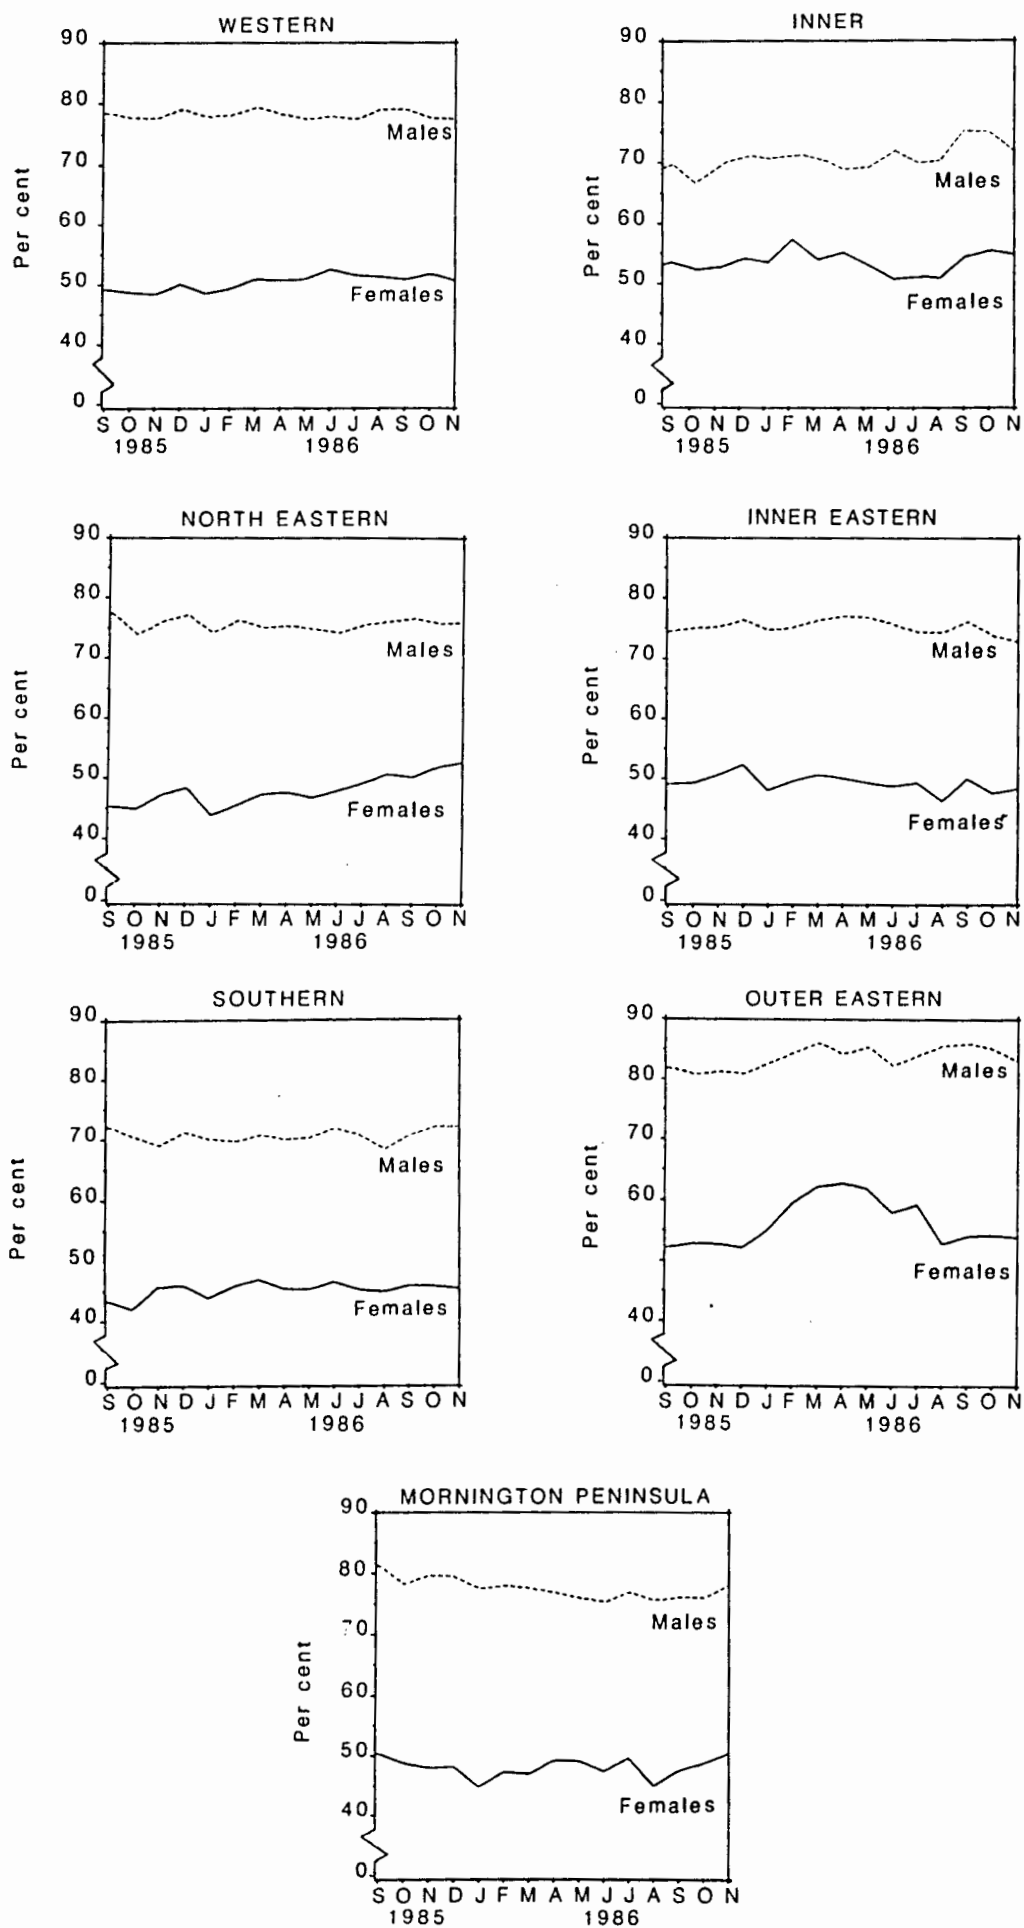 WESTERN
90
80
70
60
50
40
0
Per cent
Males
Females
S O N D J F M A M J J A S O N
1985 1986
INNER
90
80
70
60
50
40
0
Per cent
Males
Females
S O N D J F M A M J J A S O N
1985 1986
NORTH EASTERN
90
80
70
60
50
40
0
Per cent
Males
Females
S O N D J F M A M J J A S O N
1985 1986
INNER EASTERN
90
80
70
60
50
40
0
Per cent
Males
Females
S O N D J F M A M J J A S O N
1985 1986
SOUTHERN
90
80
70
60
50
40
0
Per cent
Males
Females
S O N D J F M A M J J A S O N
1985 1986
OUTER EASTERN
90
80
70
60
40
0
Per cent
Males
Females
S O N D J F M A M J J A S O N
1985 1986
MORNINGTON PENINSULA
90
80
70
60
50
40
0
Per cent
Males
Females
S O N D J F M A M J J A S O N
1985 1986